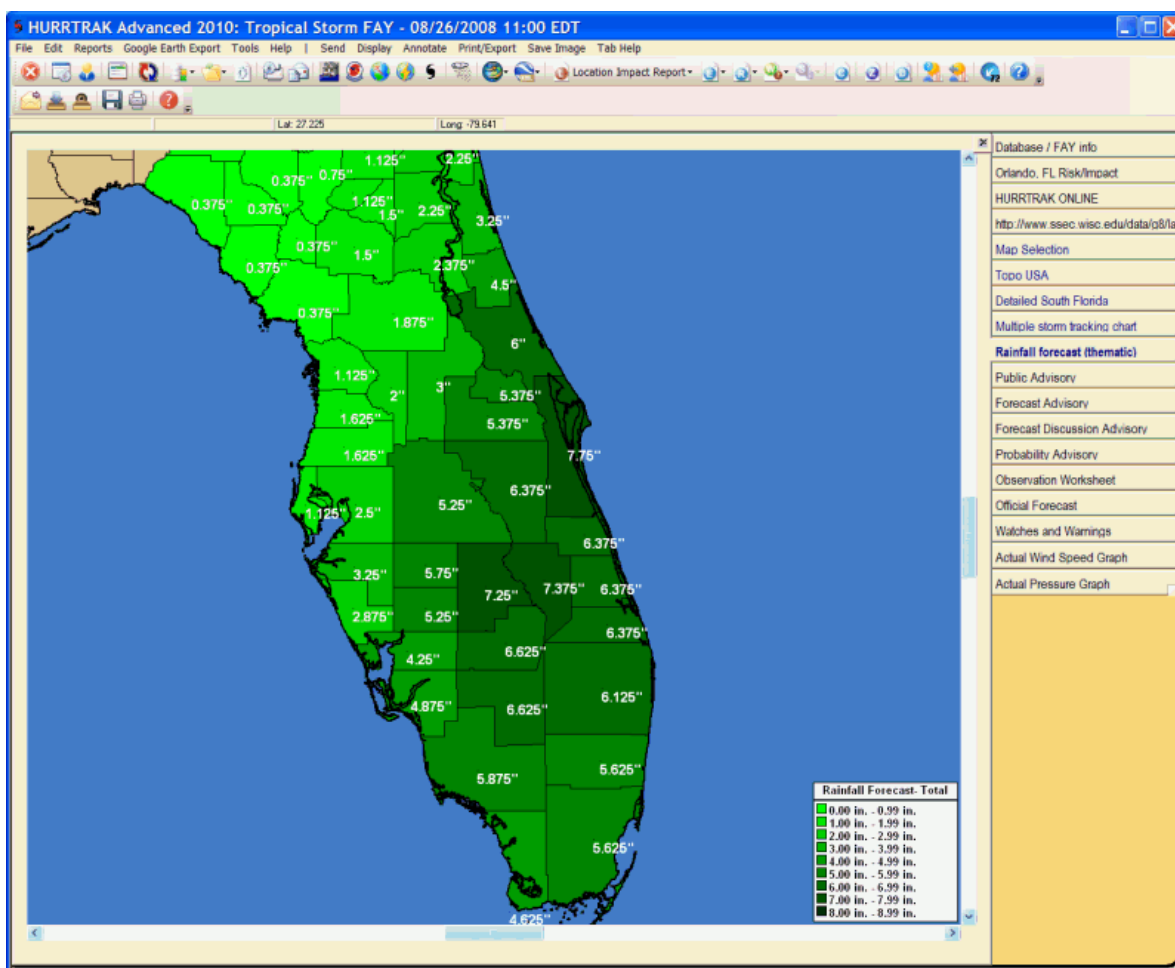 HURRTRAK Advanced 2010: Tropical Storm FAY - 08/26/2008 11:00 EDT
File Edit Reports Google Earth Export Tools Help | Send Display Annotate Print/Export Save Image Tab Help
Location Impact Report
Lat: 27.225 Long: -79.641
1.125" 2.25"
0.375" 0.75"
0.375" 0.375" 1.125" 1.5" 2.25" 3.25"
0.375" 1.5"
0.375" 2.375" 4.5"
0.375" 1.875"
6"
1.125" 2" 3" 5.375"
1.625" 5.375"
1.625" 7.75"
5.25" 6.375"
1.125" 2.5"
6.375"
3.25" 5.75" 7.25" 7.375" 6.375"
2.875" 5.25" 6.375"
4.25" 6.625"
4.875" 6.625" 6.125"
5.875" 5.625"
5.625"
4.625"
Rainfall Forecast- Total
0.00 in. - 0.99 in.
1.00 in. - 1.99 in.
2.00 in. - 2.99 in.
3.00 in. - 3.99 in.
4.00 in. - 4.99 in.
5.00 in. - 5.99 in.
6.00 in. - 6.99 in.
7.00 in. - 7.99 in.
8.00 in. - 8.99 in.
Database / FAY info
Orlando, FL Risk/Impact
HURRTRAK ONLINE
http://www.ssec.wisc.edu/data/g8/la
Map Selection
Topo USA
Detailed South Florida
Multiple storm tracking chart
Rainfall forecast (thematic)
Public Advisory
Forecast Advisory
Forecast Discussion Advisory
Probability Advisory
Observation Worksheet
Official Forecast
Watches and Warnings
Actual Wind Speed Graph
Actual Pressure Graph